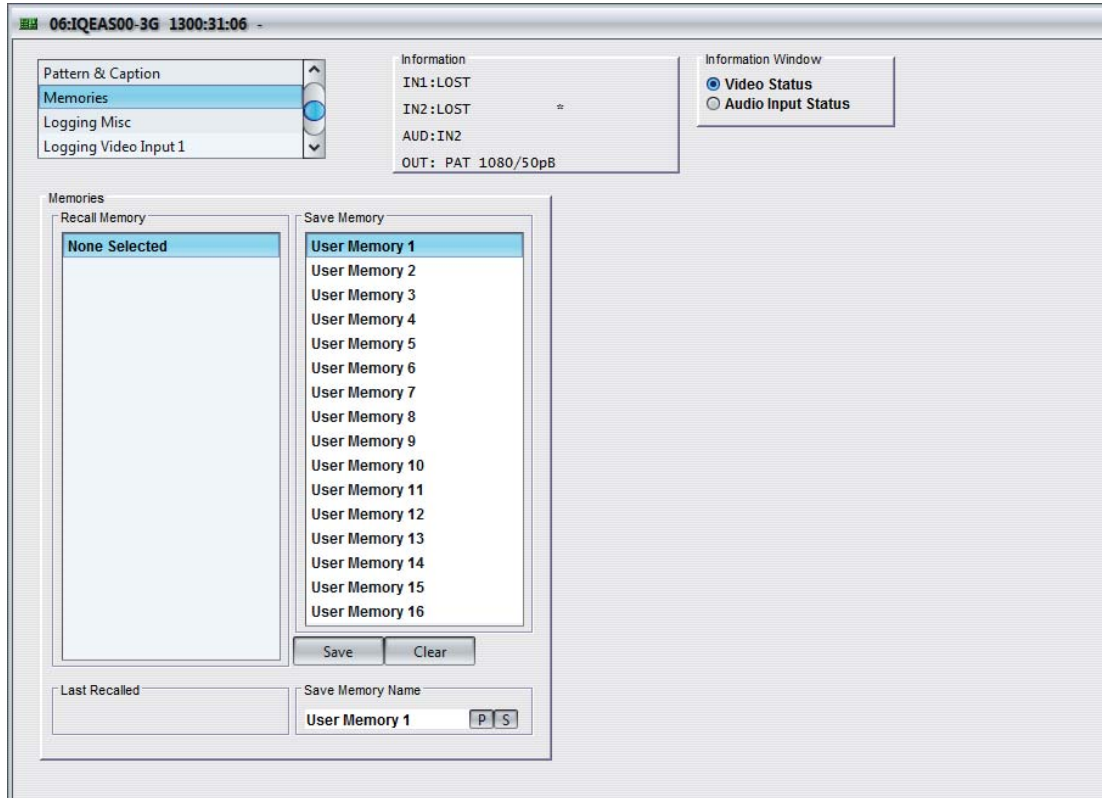 06:IQEAS00-3G 1300:31:06 -
Pattern & Caption
Memories
Logging Misc
Logging Video Input 1
Information
IN1:LOST
IN2:LOST *
AUD:IN2
OUT: PAT 1080/50pB
Information Window
Video Status
Audio Input Status
Memories
Recall Memory
None Selected
Save Memory
User Memory 1
User Memory 2
User Memory 3
User Memory 4
User Memory 5
User Memory 6
User Memory 7
User Memory 8
User Memory 9
User Memory 10
User Memory 11
User Memory 12
User Memory 13
User Memory 14
User Memory 15
User Memory 16
Save Clear
Last Recalled
Save Memory Name
User Memory 1 P S